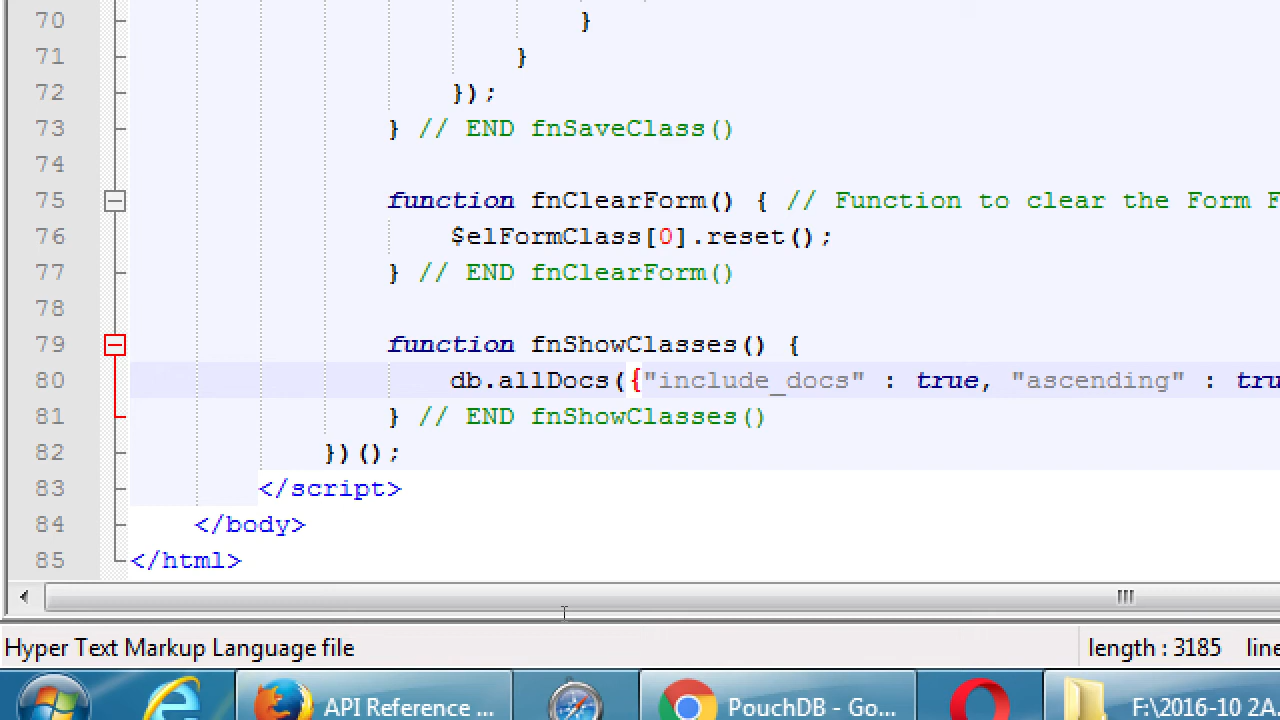 70 }
71 }
72 });
73 } // END fnSaveClass()
74
75 function fnClearForm() { // Function to clear the Form F
76 $elFormClass[0].reset();
77 } // END fnClearForm()
78
79 function fnShowClasses() {
80 db.allDocs({"include_docs" : true, "ascending" : tru
81 } // END fnShowClasses()
82 })();
83 </script>
84 </body>
85 </html>
Hyper Text Markup Language file length : 3185 line
API Reference ... PouchDB - Go... F:\2016-10 2A.